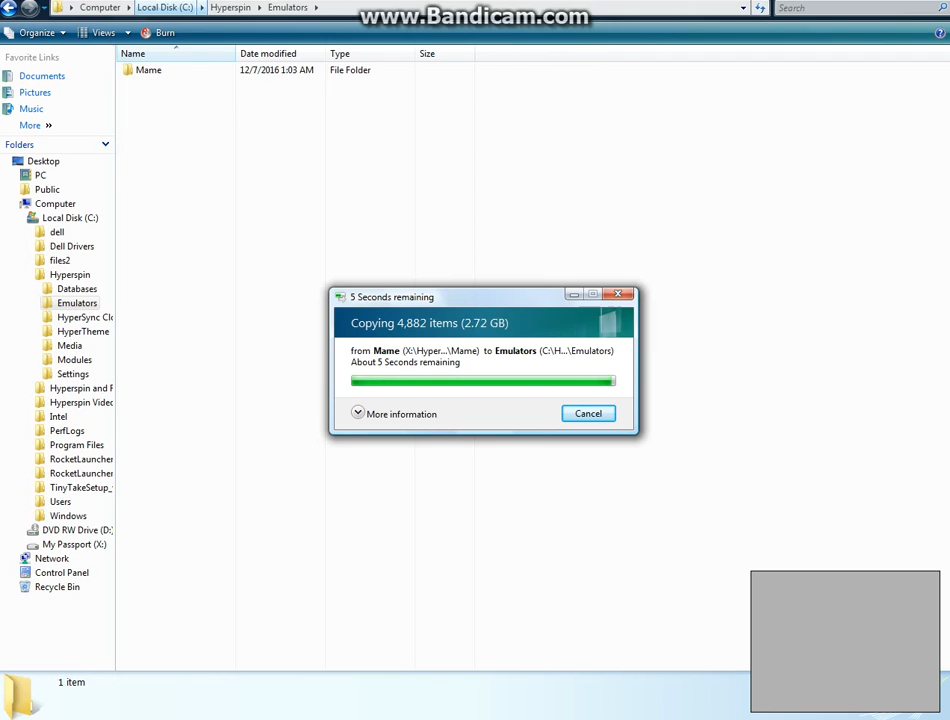 Computer Local Disk (C:) Hyperspin Emulators
www.Bandicam.com
Search
Organize Views Burn
Favorite Links
Documents
Pictures
Music
More »
Folders
Desktop
PC
Public
Computer
Local Disk (C:)
dell
Dell Drivers
files2
Hyperspin
Databases
Emulators
HyperSync Clo
HyperTheme
Media
Modules
Settings
Hyperspin and F
Hyperspin Video
Intel
PerfLogs
Program Files
RocketLauncher
RocketLauncher
TinyTakeSetup_
Users
Windows
DVD RW Drive (D:)
My Passport (X:)
Network
Control Panel
Recycle Bin
Name Date modified Type Size
Mame 12/7/2016 1:03 AM File Folder
5 Seconds remaining
Copying 4,882 items (2.72 GB)
from Mame (X:\Hyper...\Mame) to Emulators (C:\H...\Emulators)
About 5 Seconds remaining
More information Cancel
1 item